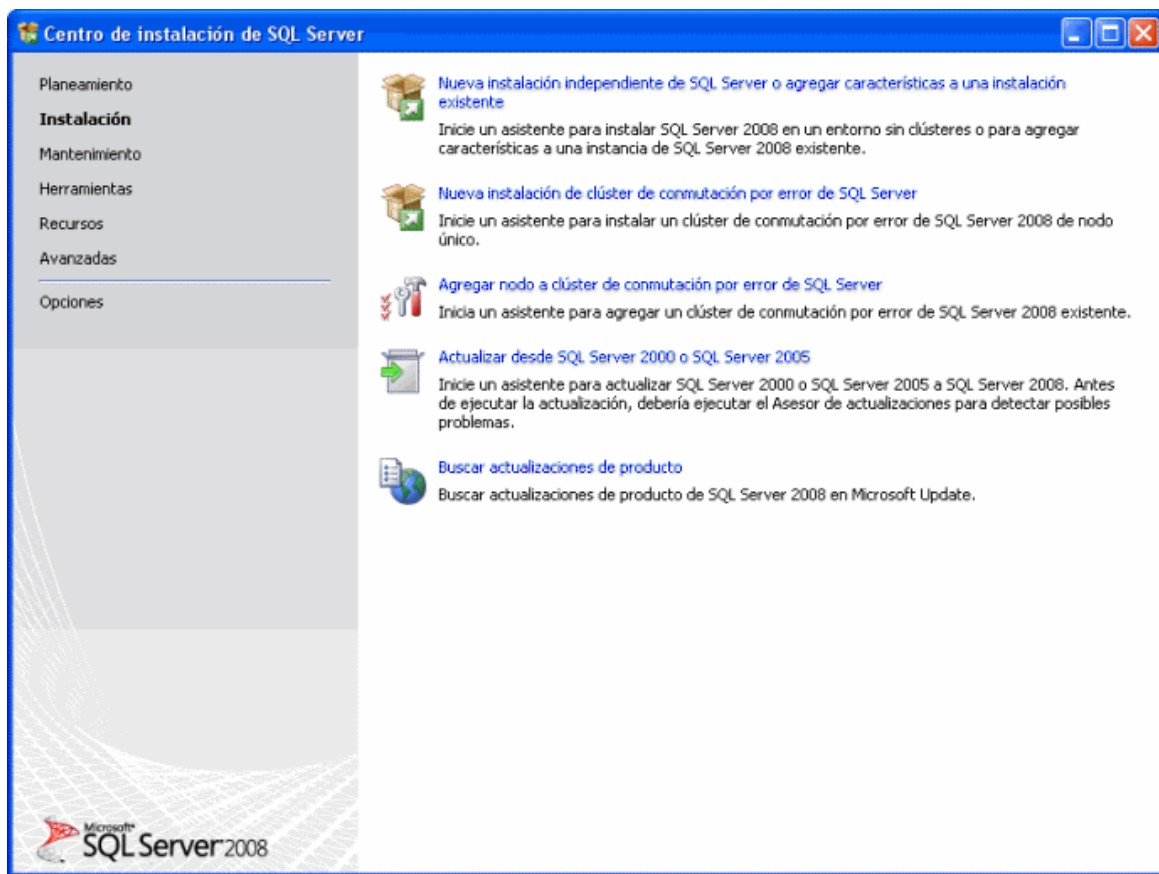 Centro de instalación de SQL Server
Planeamiento
Instalación
Mantenimiento
Herramientas
Recursos
Avanzadas
Opciones
Nueva instalación independiente de SQL Server o agregar características a una instalación
existente
Inicie un asistente para instalar SQL Server 2008 en un entorno sin clústeres o para agregar
características a una instancia de SQL Server 2008 existente.
Nueva instalación de clúster de conmutación por error de SQL Server
Inicie un asistente para instalar un clúster de conmutación por error de SQL Server 2008 de nodo
único.
Agregar nodo a clúster de conmutación por error de SQL Server
Inicia un asistente para agregar un clúster de conmutación por error de SQL Server 2008 existente.
Actualizar desde SQL Server 2000 o SQL Server 2005
Inicie un asistente para actualizar SQL Server 2000 o SQL Server 2005 a SQL Server 2008. Antes
de ejecutar la actualización, debería ejecutar el Asesor de actualizaciones para detectar posibles
problemas.
Buscar actualizaciones de producto
Buscar actualizaciones de producto de SQL Server 2008 en Microsoft Update.
Microsoft®
SQL Server 2008